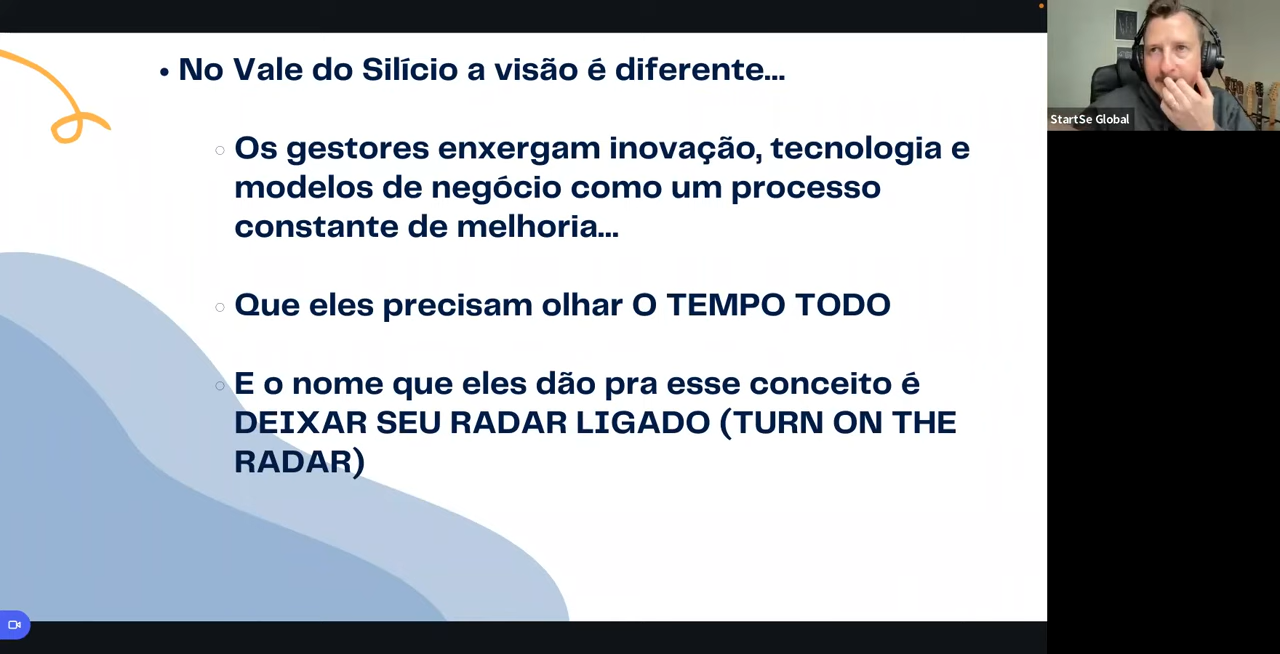 • No Vale do Silício a visão é diferente...
Os gestores enxergam inovação, tecnologia e
modelos de negócio como um processo
constante de melhoria...
Que eles precisam olhar O TEMPO TODO
E o nome que eles dão pra esse conceito é
DEIXAR SEU RADAR LIGADO (TURN ON THE
RADAR)
StartSe Global